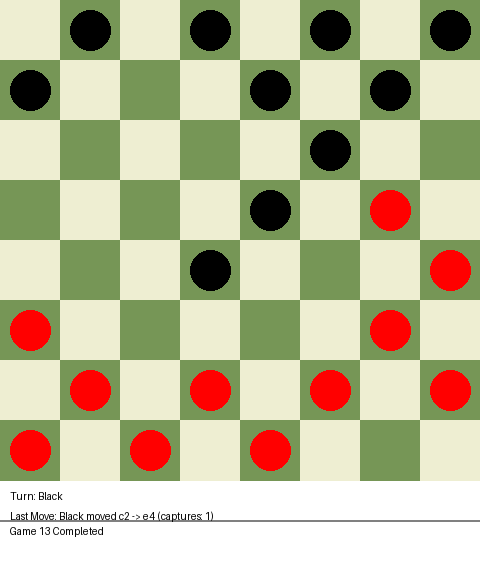 Turn: Black
Last Move: Black moved c2 -> e4 (captures: 1)
Game 13 Completed